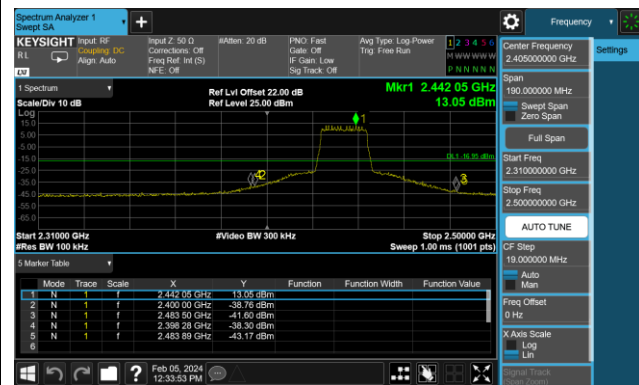 Spectrum Analyzer 1
Swept SA
Frequency
KEYSIGHT Input: RF
Coupling: DC
Align: Auto
Input Z: 50 Ω
Corrections: Off
Freq Ref: Int (S)
NFE: Off
#Atten: 20 dB
PNO: Fast
Gate: Off
IF Gain: Low
Sig Track: Off
Avg Type: Log-Power
Trig: Free Run
1 2 3 4 5 6
M W W W W W
P N N N N N
RL
LXI
1 Spectrum
Scale/Div 10 dB
Log
Ref Lvl Offset 22.00 dB
Ref Level 25.00 dBm
Mkr1 2.442 05 GHz
13.05 dBm
15.0
5.00
-5.00
-15.0
-25.0
-35.0
-45.0
-55.0
-65.0
1
DL1 -16.95 dBm
Start 2.31000 GHz
#Res BW 100 kHz
#Video BW 300 kHz
Stop 2.50000 GHz
Sweep 1.00 ms (1001 pts)
5 Marker Table
Mode Trace Scale X Y Function Function Width Function Value
1 N 1 f 2.442 05 GHz 13.05 dBm
2 N 1 f 2.400 00 GHz -38.76 dBm
3 N 1 f 2.483 50 GHz -41.60 dBm
4 N 1 f 2.398 28 GHz -38.30 dBm
5 N 1 f 2.483 89 GHz -43.17 dBm
6
Feb 05, 2024
12:33:53 PM
Center Frequency
2.405000000 GHz
Settings
Span
190.000000 MHz
Swept Span
Zero Span
Full Span
Start Freq
2.310000000 GHz
Stop Freq
2.500000000 GHz
AUTO TUNE
CF Step
19.000000 MHz
Auto
Man
Freq Offset
0 Hz
X Axis Scale
Log
Lin
Signal Track
(Span Zoom)